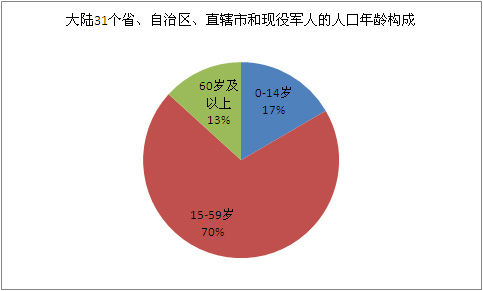 大陆31个省、自治区、直辖市和现役军人的人口年龄构成
60岁及
以上
13%
0-14岁
17%
15-59岁
70%